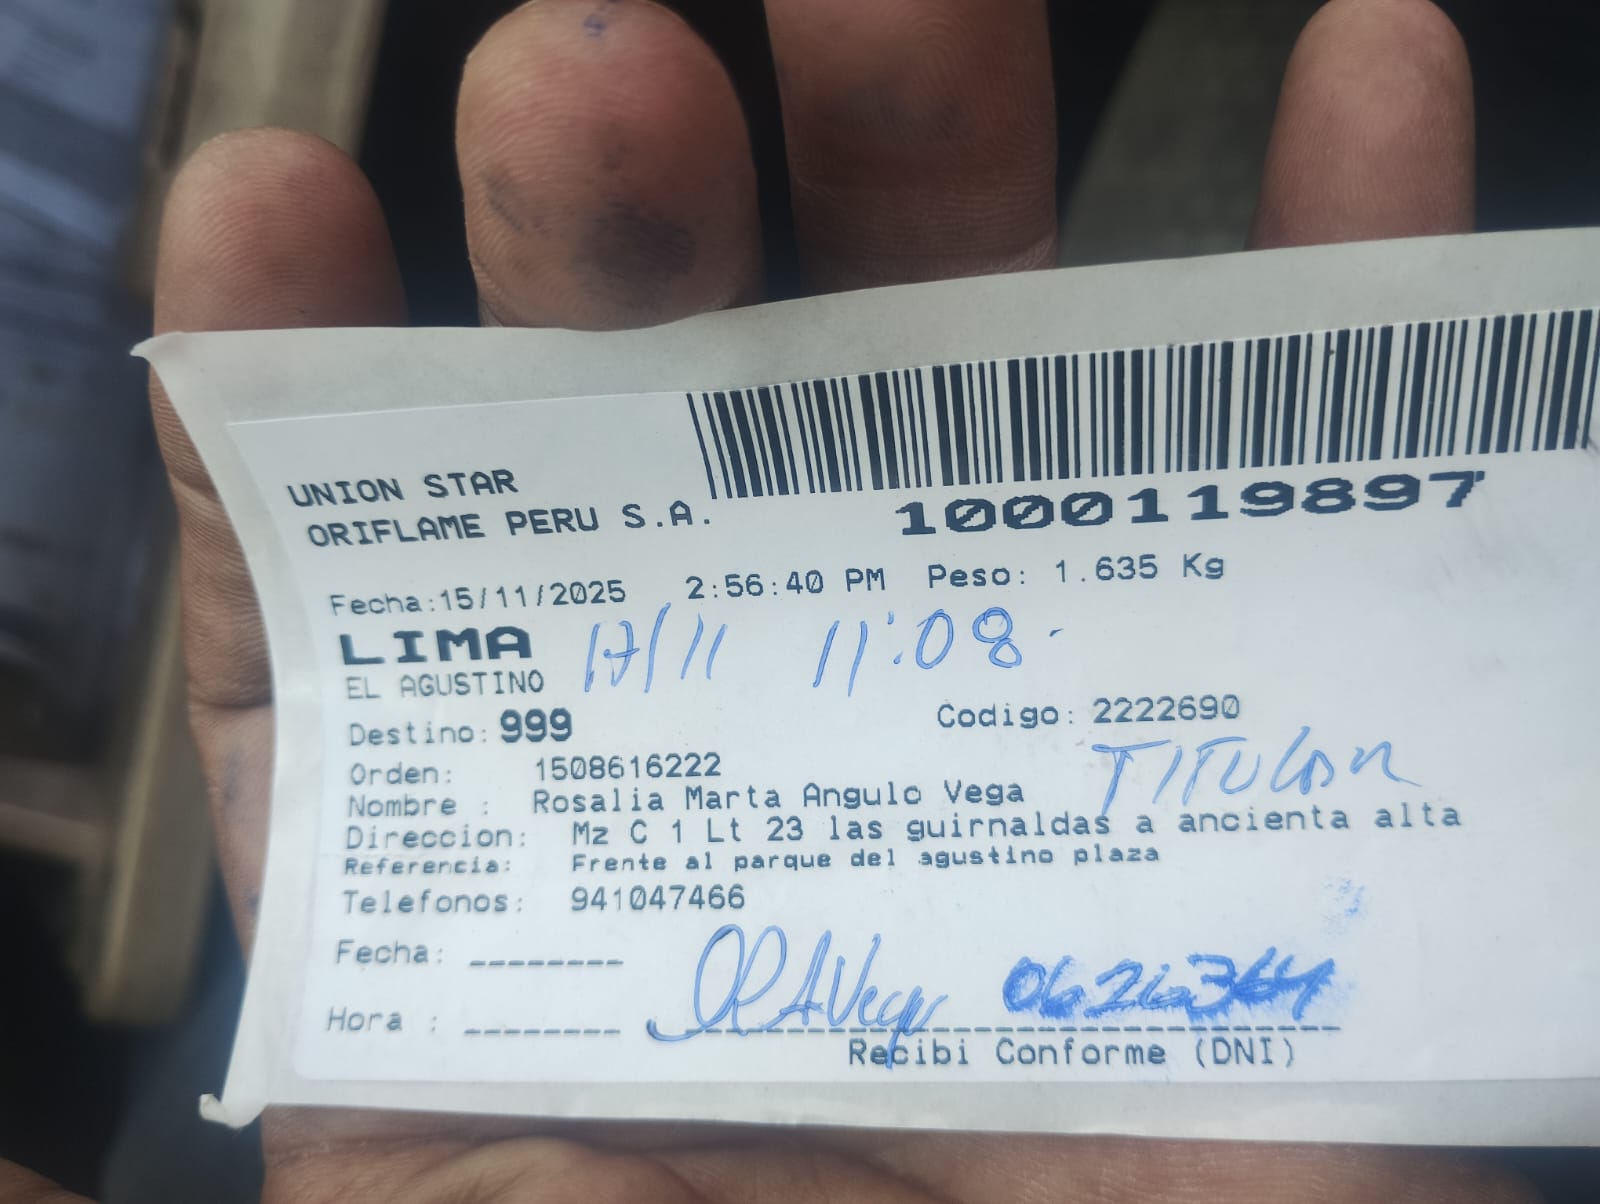 UNION STAR
ORIFLAME PERU S.A.
1000119897
Fecha:15/11/2025 2:56:40 PM Peso: 1.635 Kg
LIMA 17/11 11:08
EL AGUSTINO
Destino: 999 Codigo: 2222690
Orden: 1508616222 TITULAR
Nombre : Rosalia Marta Angulo Vega
Direccion: Mz C 1 Lt 23 las guirnaldas a ancienta alta
Referencia: Frente al parque del agustino plaza
Telefonos: 941047466
Fecha: --------
Hora : --------
Recibi Conforme (DNI)